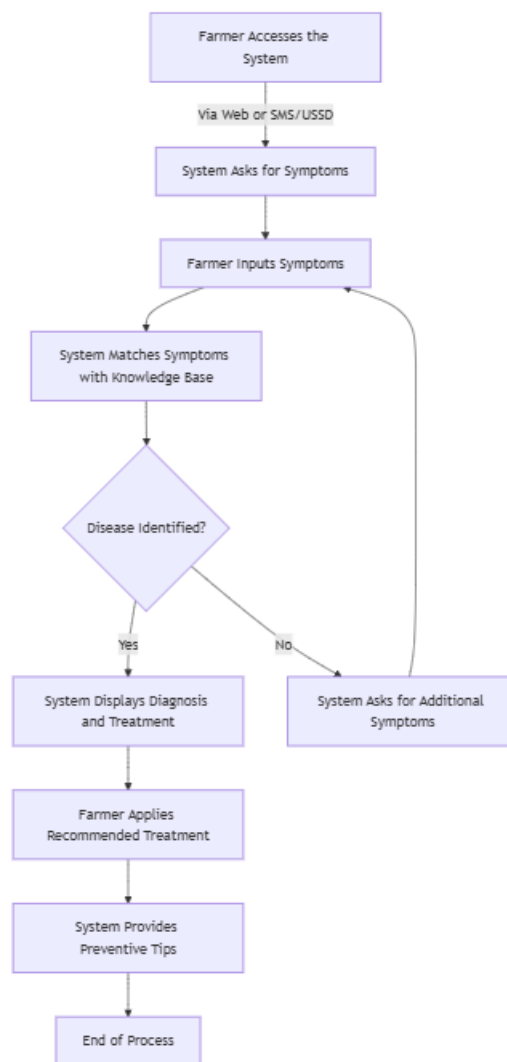 Farmer Accesses the
System
Via Web or SMS/USSD
System Asks for Symptoms
Farmer Inputs Symptoms
System Matches Symptoms
with Knowledge Base
Disease Identified?
Yes
No
System Displays Diagnosis
and Treatment
System Asks for Additional
Symptoms
Farmer Applies
Recommended Treatment
System Provides
Preventive Tips
End of Process